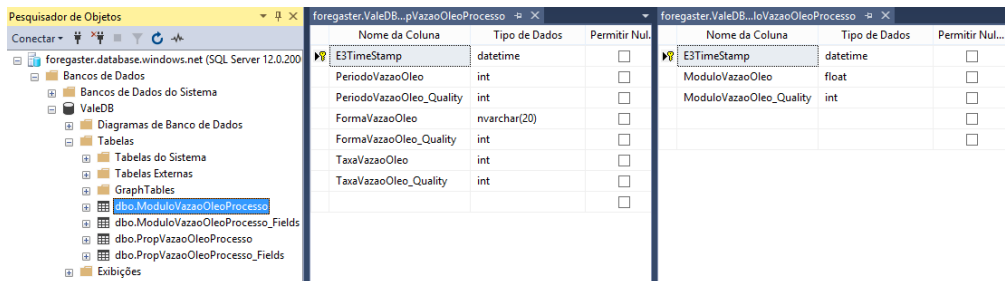 Pesquisador de Objetos
Conectar
foregaster.database.windows.net (SQL Server 12.0.200
Bancos de Dados
Bancos de Dados do Sistema
ValeDB
Diagramas de Banco de Dados
Tabelas
Tabelas do Sistema
Tabelas Externas
GraphTables
dbo.ModuloVazaoOleoProcesso
dbo.ModuloVazaoOleoProcesso_Fields
dbo.PropVazaoOleoProcesso
dbo.PropVazaoOleoProcesso_Fields
Exibições
foregaster.ValeDB...pVazaoOleoProcesso
Nome da Coluna Tipo de Dados Permitir Nul.
E3TimeStamp datetime
PeriodoVazaoOleo int
PeriodoVazaoOleo_Quality int
FormaVazaoOleo nvarchar(20)
FormaVazaoOleo_Quality int
TaxaVazaoOleo int
TaxaVazaoOleo_Quality int
foregaster.ValeDB...loVazaoOleoProcesso
Nome da Coluna Tipo de Dados Permitir Nul...
E3TimeStamp datetime
ModuloVazaoOleo float
ModuloVazaoOleo_Quality int